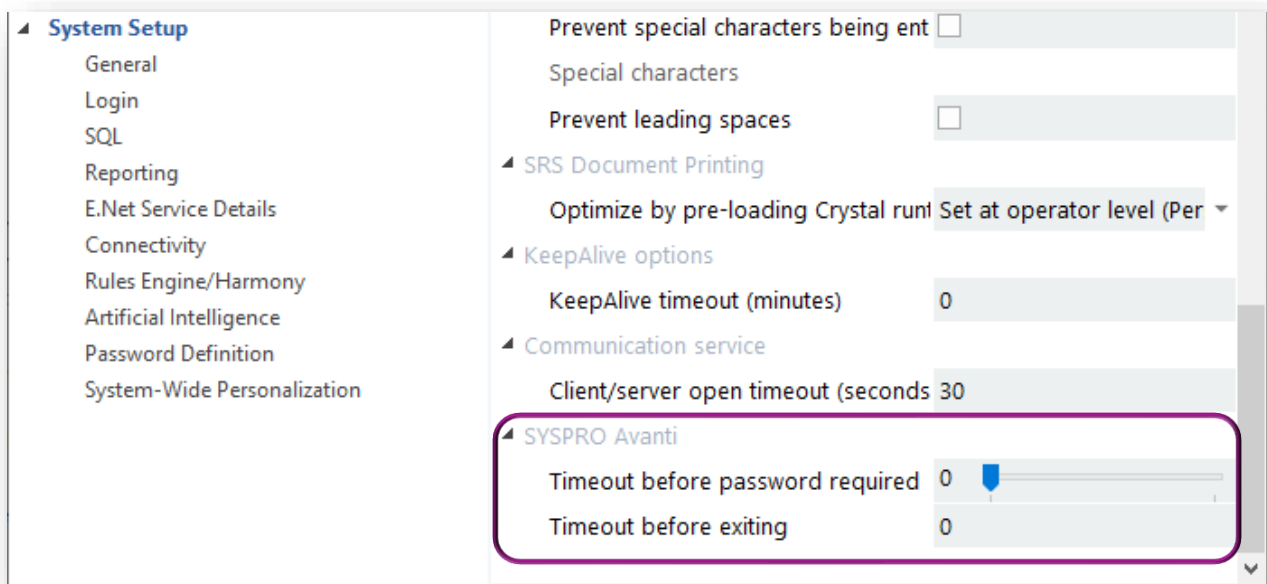 System Setup
General
Login
SQL
Reporting
E.Net Service Details
Connectivity
Rules Engine/Harmony
Artificial Intelligence
Password Definition
System-Wide Personalization
Prevent special characters being ent
Special characters
Prevent leading spaces
SRS Document Printing
Optimize by pre-loading Crystal runt Set at operator level (Per
KeepAlive options
KeepAlive timeout (minutes) 0
Communication service
Client/server open timeout (seconds 30
SYSPRO Avanti
Timeout before password required 0
Timeout before exiting 0